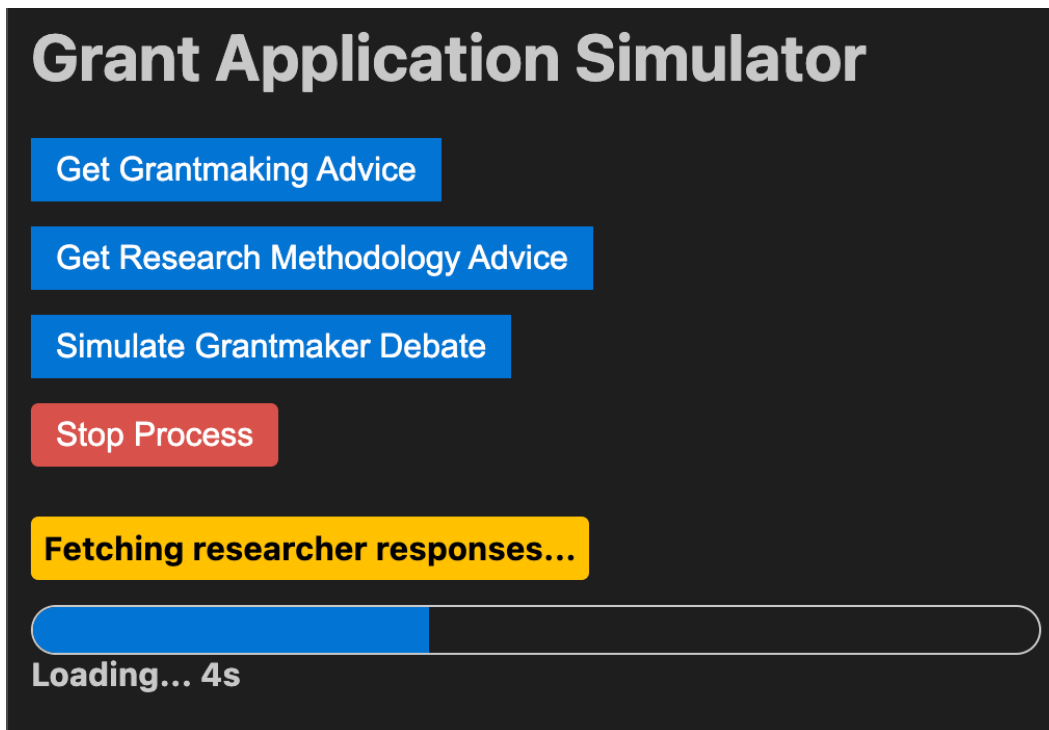 Grant Application Simulator
Get Grantmaking Advice
Get Research Methodology Advice
Simulate Grantmaker Debate
Stop Process
Fetching researcher responses...
Loading... 4s